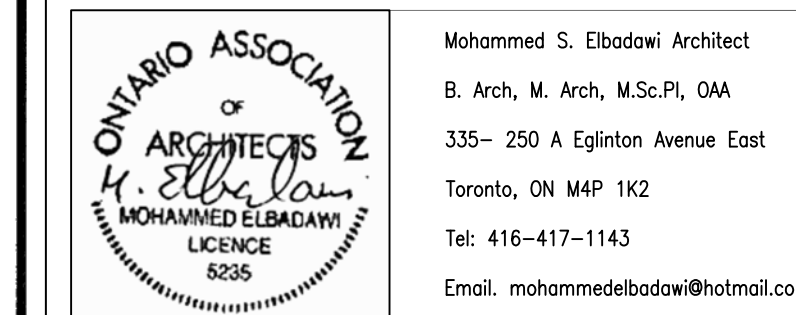 ONTARIO ASSOCIATION
OF
ARCHITECTS
M. Elbadawi
MOHAMMED ELBADAWI
LICENCE
5235
Mohammed S. Elbadawi Architect
B. Arch, M. Arch, M.Sc.Pl, OAA
335- 250 A Eglinton Avenue East
Toronto, ON M4P 1K2
Tel: 416-417-1143
Email. mohammedelbadawi@hotmail.co